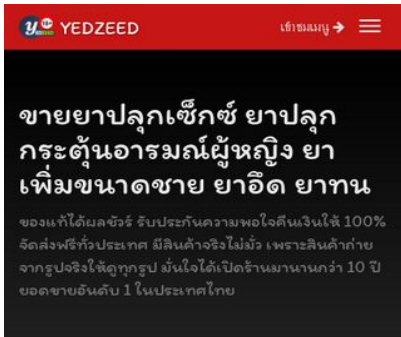 YEDZEED
เข้าชมเมนู
ขายยาปลุกเซ็กซ์ ยาปลุก
กระตุ้นอารมณ์ผู้หญิง ยา
เพิ่มขนาดชาย ยาอึด ยาทน
ของแท้ได้ผลชัวร์ รับประกันความพอใจคืนเงินให้ 100%
จัดส่งฟรีทั่วประเทศ มีสินค้าจริงไม่มั่ว เพราะสินค้าถ่าย
จากรูปจริงให้ดูทุกรูป มั่นใจได้เปิดร้านมานานกว่า 10 ปี
ยอดขายอันดับ 1 ในประเทศไทย